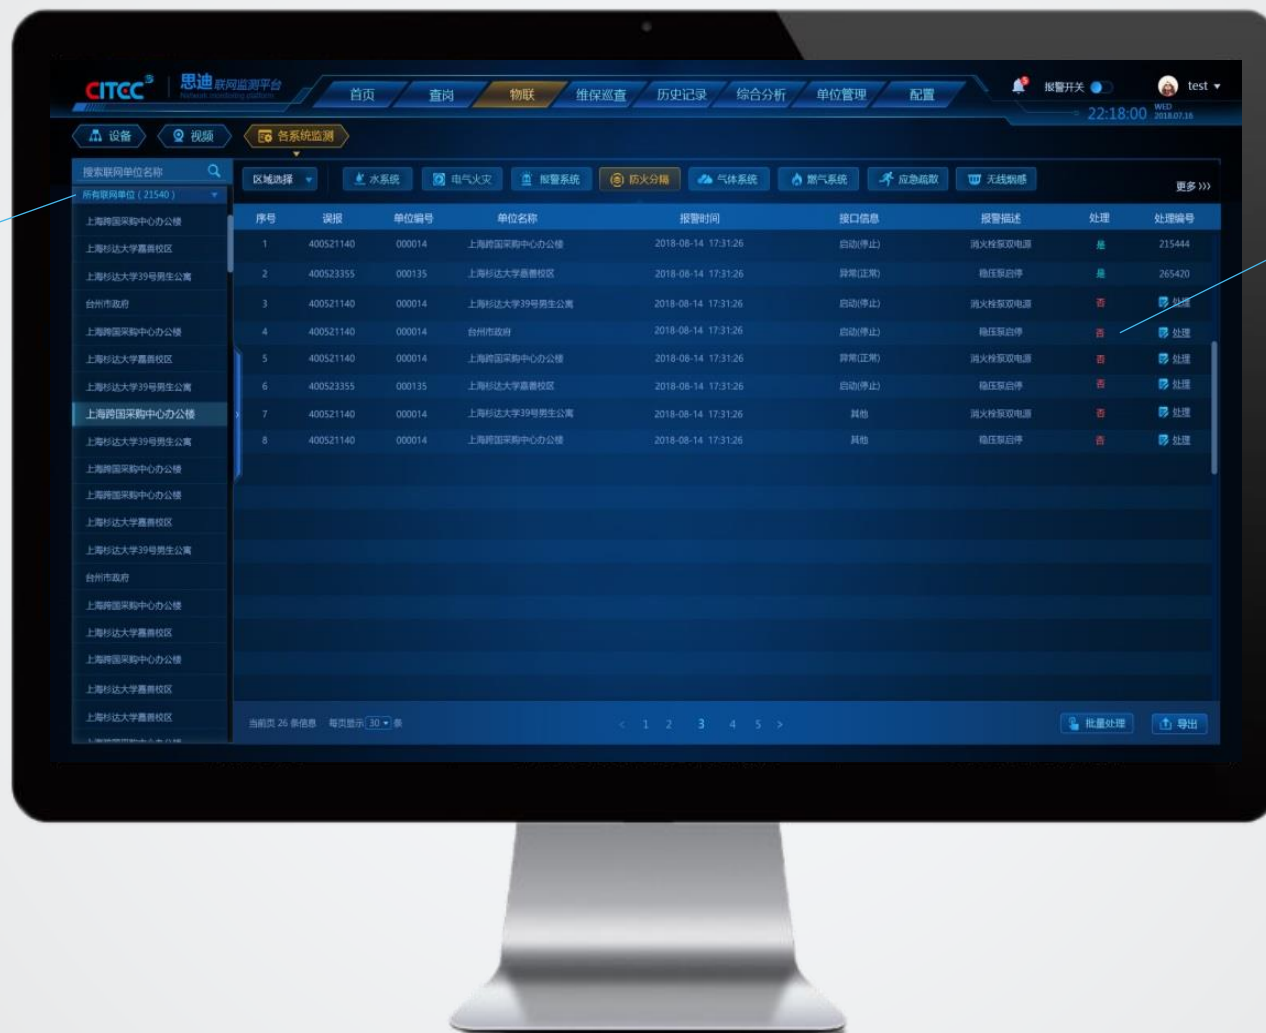 CITCC 思迪 联网监测平台
首页 查岗 物联 维保巡查 历史记录 综合分析 单位管理 配置
报警开关 test
22:18:00 WED 2018.07.16
设备 视频 各系统监测
搜索联网单位名称
所有联网单位 ( 21540 )
上海跨国采购中心办公楼
上海杉达大学嘉善校区
上海杉达大学39号男生公寓
台州市政府
上海跨国采购中心办公楼
上海杉达大学嘉善校区
上海杉达大学39号男生公寓
上海跨国采购中心办公楼
上海杉达大学39号男生公寓
上海跨国采购中心办公楼
上海跨国采购中心办公楼
上海杉达大学嘉善校区
上海杉达大学39号男生公寓
台州市政府
上海跨国采购中心办公楼
上海杉达大学嘉善校区
上海跨国采购中心办公楼
上海杉达大学嘉善校区
上海杉达大学嘉善校区
区域选择 水系统 电气火灾 报警系统 防火分隔 气体系统 燃气系统 应急疏散 无线烟感 更多 >>>
序号 误报 单位编号 单位名称 报警时间 接口信息 报警描述 处理 处理编号
1 400521140 000014 上海跨国采购中心办公楼 2018-08-14 17:31:26 启动(停止) 消火栓泵双电源 是 215444
2 400523355 000135 上海杉达大学嘉善校区 2018-08-14 17:31:26 异常(正常) 稳压泵启停 是 265420
3 400521140 000014 上海杉达大学39号男生公寓 2018-08-14 17:31:26 启动(停止) 消火栓泵双电源 否 处理
4 400521140 000014 台州市政府 2018-08-14 17:31:26 启动(停止) 稳压泵启停 否 处理
5 400521140 000014 上海跨国采购中心办公楼 2018-08-14 17:31:26 异常(正常) 消火栓泵双电源 否 处理
6 400523355 000135 上海杉达大学嘉善校区 2018-08-14 17:31:26 启动(停止) 稳压泵启停 否 处理
7 400521140 000014 上海杉达大学39号男生公寓 2018-08-14 17:31:26 其他 消火栓泵双电源 否 处理
8 400521140 000014 上海跨国采购中心办公楼 2018-08-14 17:31:26 其他 稳压泵启停 否 处理
当前页 26 条信息 每页显示 30 条 < 1 2 3 4 5 > 批量处理 导出